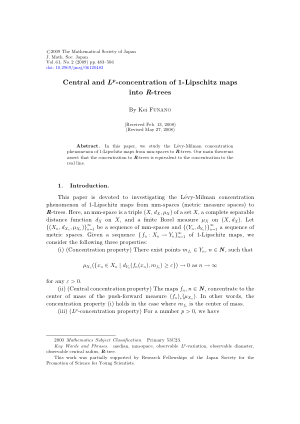 ©2009 The Mathematical Society of Japan
J. Math. Soc. Japan
Vol. 61, No. 2 (2009) pp. 483–506
doi: 10.2969/jmsj/06120483
Central and L^p-concentration of 1-Lipschitz maps
into R-trees
By Kei FUNANO
(Received Feb. 13, 2008)
(Revised May 27, 2008)
Abstract. In this paper, we study the Lévy-Milman concentration
phenomenon of 1-Lipschitz maps from mm-spaces to R-trees. Our main theorems
assert that the concentration to R-trees is equivalent to the concentration to the
real line.
1. Introduction.
This paper is devoted to investigating the Lévy-Milman concentration
phenomenon of 1-Lipschitz maps from mm-spaces (metric measure spaces) to
R-trees. Here, an mm-space is a triple (X, d_X, μ_X) of a set X, a complete separable
distance function d_X on X, and a finite Borel measure μ_X on (X, d_X). Let
{(X_n, d_{X_n}, μ_{X_n})}_{n=1}^∞ be a sequence of mm-spaces and {(Y_n, d_{Y_n})}_{n=1}^∞ a sequence of
metric spaces. Given a sequence {f_n : X_n → Y_n}_{n=1}^∞ of 1-Lipschitz maps, we
consider the following three properties:
(i) (Concentration property) There exist points m_{f_n} ∈ Y_n, n ∈ N, such that
μ_{X_n}({x_n ∈ X_n | d_{Y_n}(f_n(x_n), m_{f_n}) ≥ ε}) → 0 as n → ∞
for any ε > 0.
(ii) (Central concentration property) The maps f_n, n ∈ N, concentrate to the
center of mass of the push-forward measure (f_n)_*(μ_{X_n}). In other words, the
concentration property (i) holds in the case where m_{f_n} is the center of mass.
(iii) (L^p-concentration property) For a number p > 0, we have
2000 Mathematics Subject Classification. Primary 53C23.
Key Words and Phrases. median, mm-space, observable L^p-variation, observable diameter,
observable central radius, R-tree.
This work was partially supported by Research Fellowships of the Japan Society for the
Promotion of Science for Young Scientists.